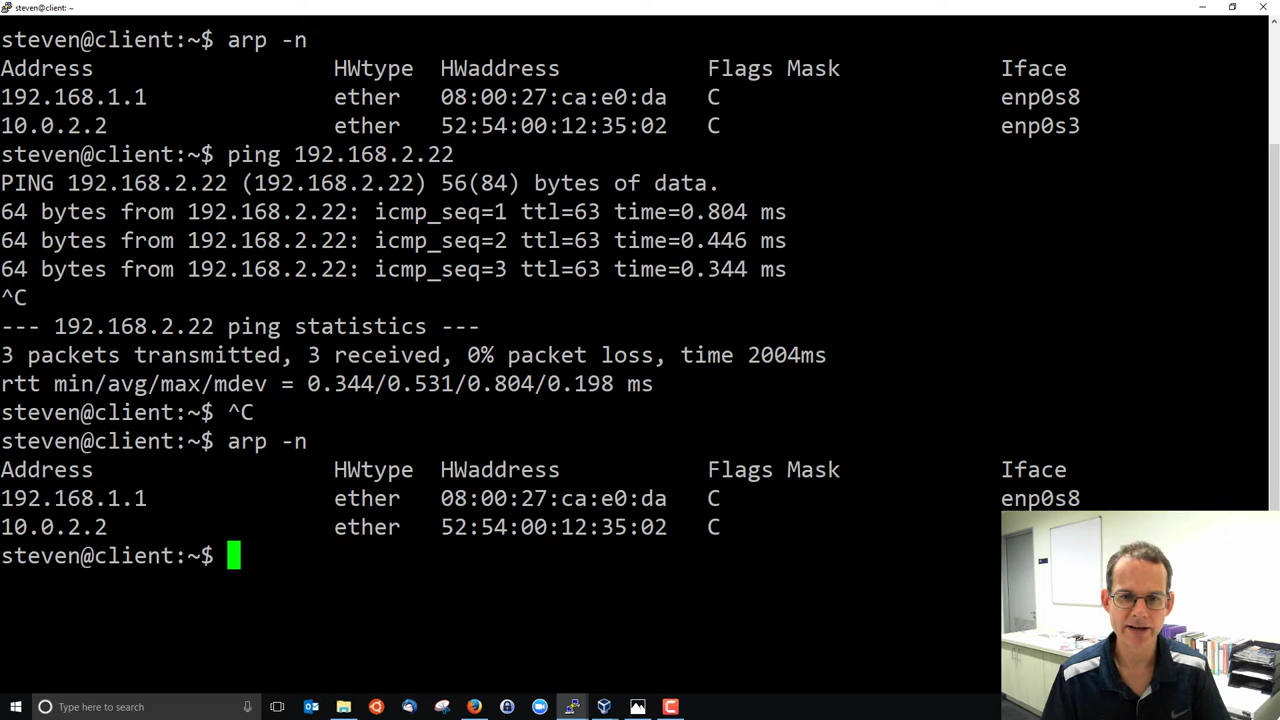 steven@client: ~
steven@client:~$ arp -n
Address HWtype HWaddress Flags Mask Iface
192.168.1.1 ether 08:00:27:ca:e0:da C enp0s8
10.0.2.2 ether 52:54:00:12:35:02 C enp0s3
steven@client:~$ ping 192.168.2.22
PING 192.168.2.22 (192.168.2.22) 56(84) bytes of data.
64 bytes from 192.168.2.22: icmp_seq=1 ttl=63 time=0.804 ms
64 bytes from 192.168.2.22: icmp_seq=2 ttl=63 time=0.446 ms
64 bytes from 192.168.2.22: icmp_seq=3 ttl=63 time=0.344 ms
^C
--- 192.168.2.22 ping statistics ---
3 packets transmitted, 3 received, 0% packet loss, time 2004ms
rtt min/avg/max/mdev = 0.344/0.531/0.804/0.198 ms
steven@client:~$ ^C
steven@client:~$ arp -n
Address HWtype HWaddress Flags Mask Iface
192.168.1.1 ether 08:00:27:ca:e0:da C enp0s8
10.0.2.2 ether 52:54:00:12:35:02 C
steven@client:~$
Type here to search